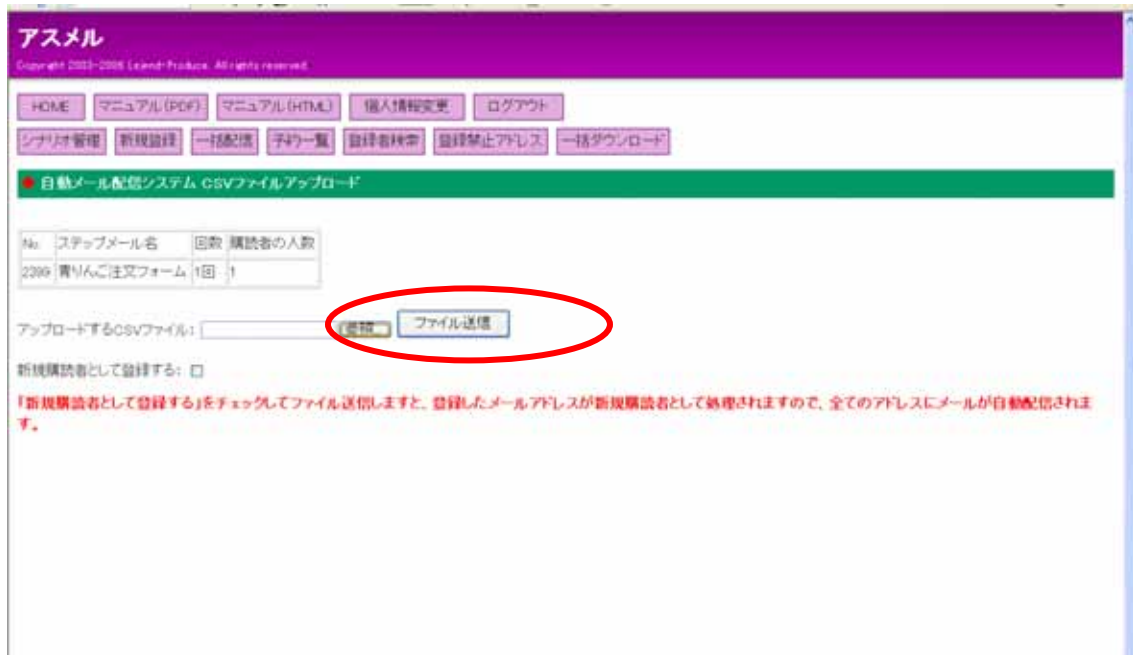 アスメル
Copyright 2003-2006 Lejend-Produce. All rights reserved.
HOME マニュアル(PDF) マニュアル(HTML) 個人情報変更 ログアウト
シナリオ管理 新規登録 一括配信 予約一覧 登録者検索 登録禁止アドレス 一括ダウンロード
◆ 自動メール配信システム CSVファイルアップロード
No. ステップメール名 回数 購読者の人数
2399 青りんご注文フォーム 1回 1
アップロードするCSVファイル: 参照... ファイル送信
新規購読者として登録する:
「新規購読者として登録する」をチェックしてファイル送信しますと、登録したメールアドレスが新規購読者として処理されますので、全てのアドレスにメールが自動配信されま
す。